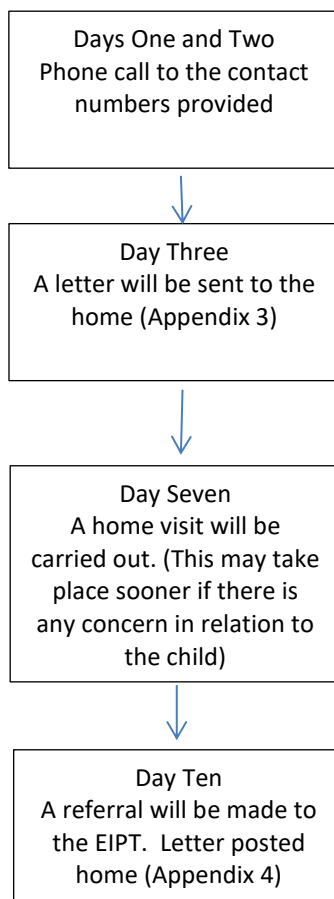 Days One and Two
Phone call to the contact
numbers provided
Day Three
A letter will be sent to the
home (Appendix 3)
Day Seven
A home visit will be
carried out. (This may take
place sooner if there is
any concern in relation to
the child)
Day Ten
A referral will be made to
the EIPT.  Letter posted
home (Appendix 4)